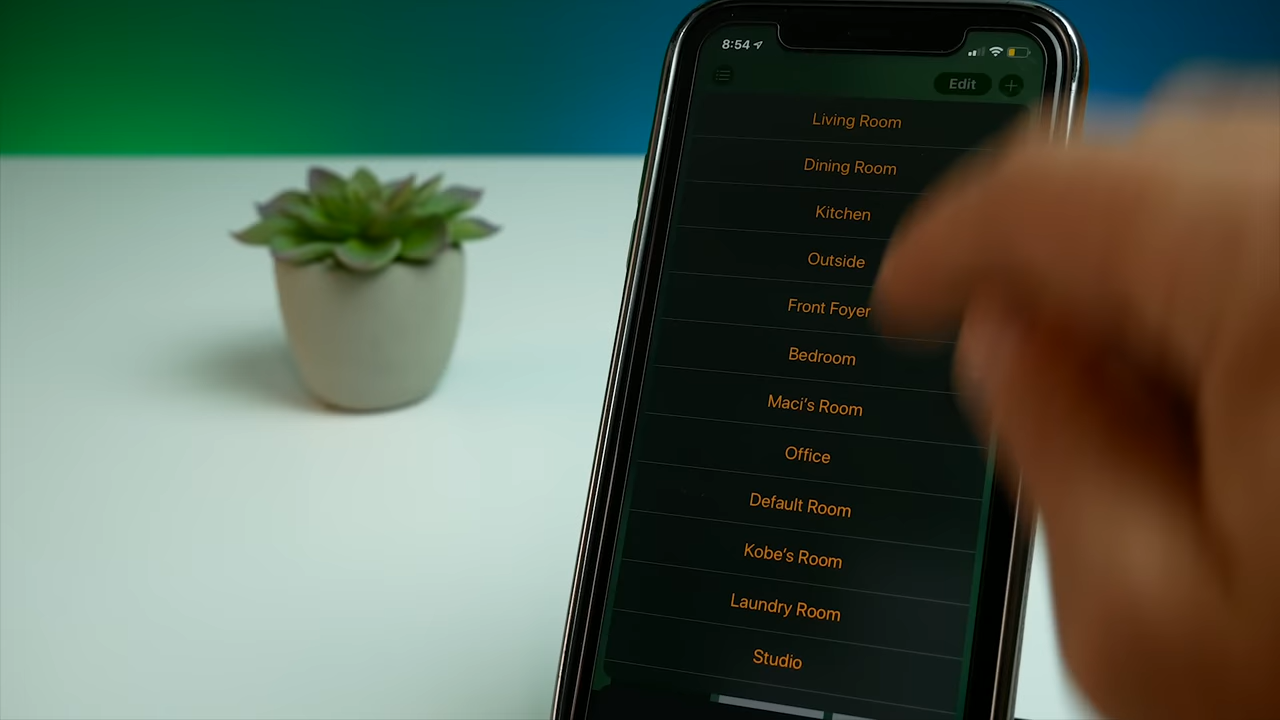 8:54
Edit
Living Room
Dining Room
Kitchen
Outside
Front Foyer
Bedroom
Maci's Room
Office
Default Room
Kobe's Room
Laundry Room
Studio